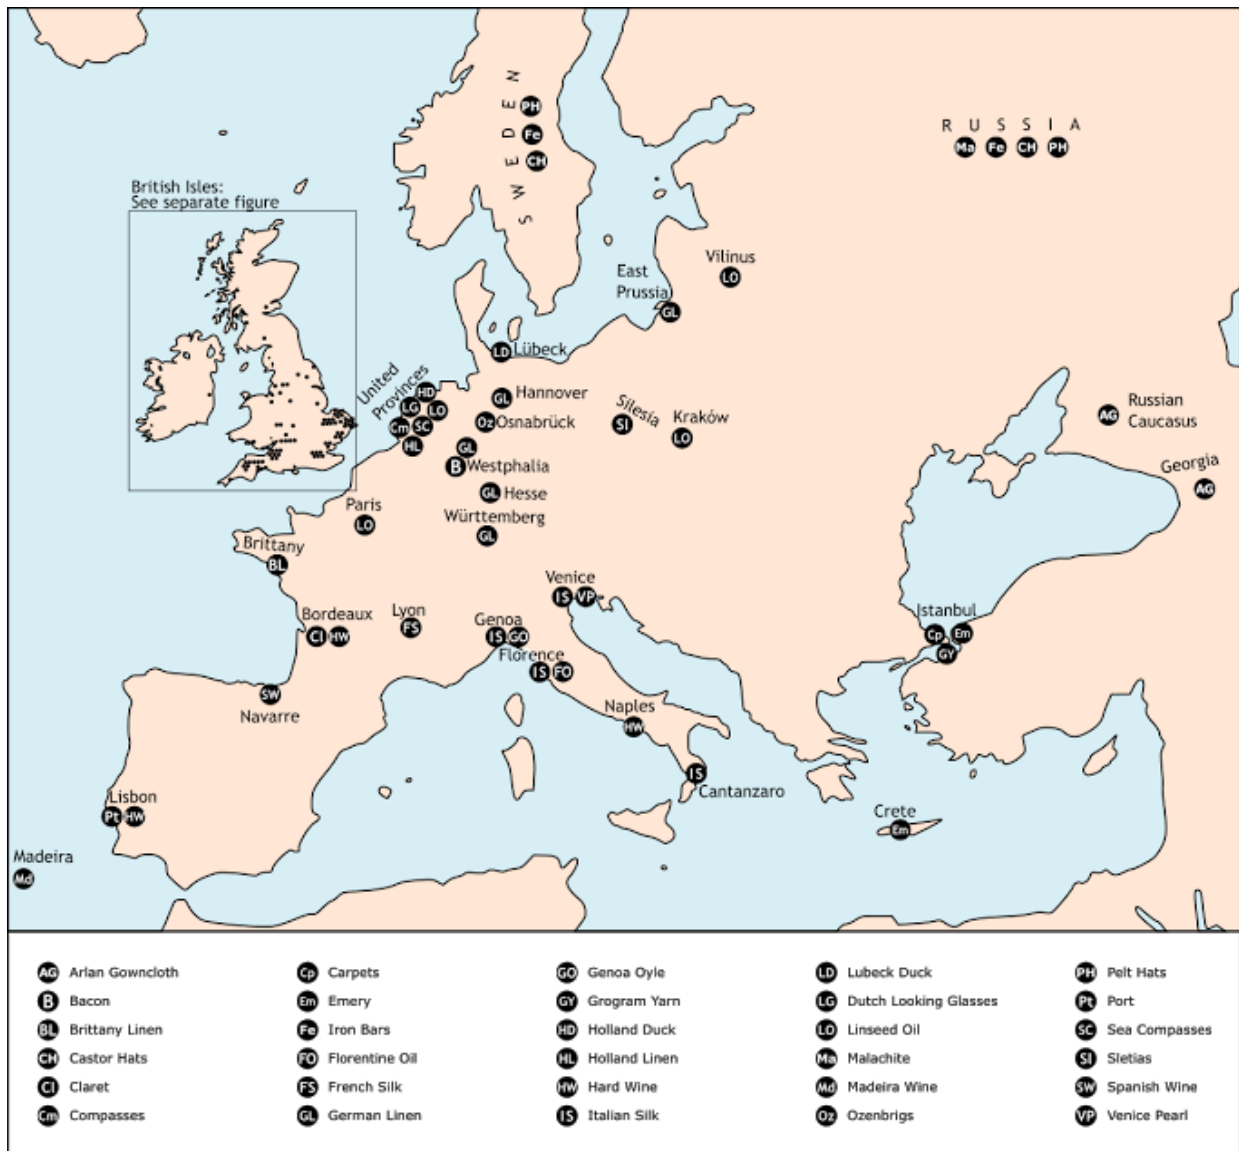 SWEDEN
PH
Fe
CH
RUSSIA
Ma Fe CH PH
British Isles:
See separate figure
Vilinus
LO
East
Prussia
GL
LD Lübeck
United
Provinces
HD
LG LO
Cm SC
HL
Hannover
GL
Oz Osnabrück
GL
B Westphalia
GL Hesse
Württemberg
GL
Silesia
SI
Kraków
LO
Russian
Caucasus
AG
Georgia
AG
Paris
LO
Brittany
BL
Bordeaux
CI HW
Lyon
FS
Venice
IS VP
Genoa
IS GO
Florence
IS FO
Istanbul
Cp Em
GY
SW
Navarre
Naples
HW
IS
Cantanzaro
Lisbon
Pt HW
Crete
Em
Madeira
Md
AG Arlan Gowncloth
B Bacon
BL Brittany Linen
CH Castor Hats
Cl Claret
Cm Compasses
Cp Carpets
Em Emery
Fe Iron Bars
FO Florentine Oil
FS French Silk
GL German Linen
GO Genoa Oyle
GY Grogram Yarn
HD Holland Duck
HL Holland Linen
HW Hard Wine
IS Italian Silk
LD Lubeck Duck
LG Dutch Looking Glasses
LO Linseed Oil
Ma Malachite
Md Madeira Wine
Oz Ozenbrigs
PH Pelt Hats
Pt Port
SC Sea Compasses
SI Sletias
SW Spanish Wine
VP Venice Pearl